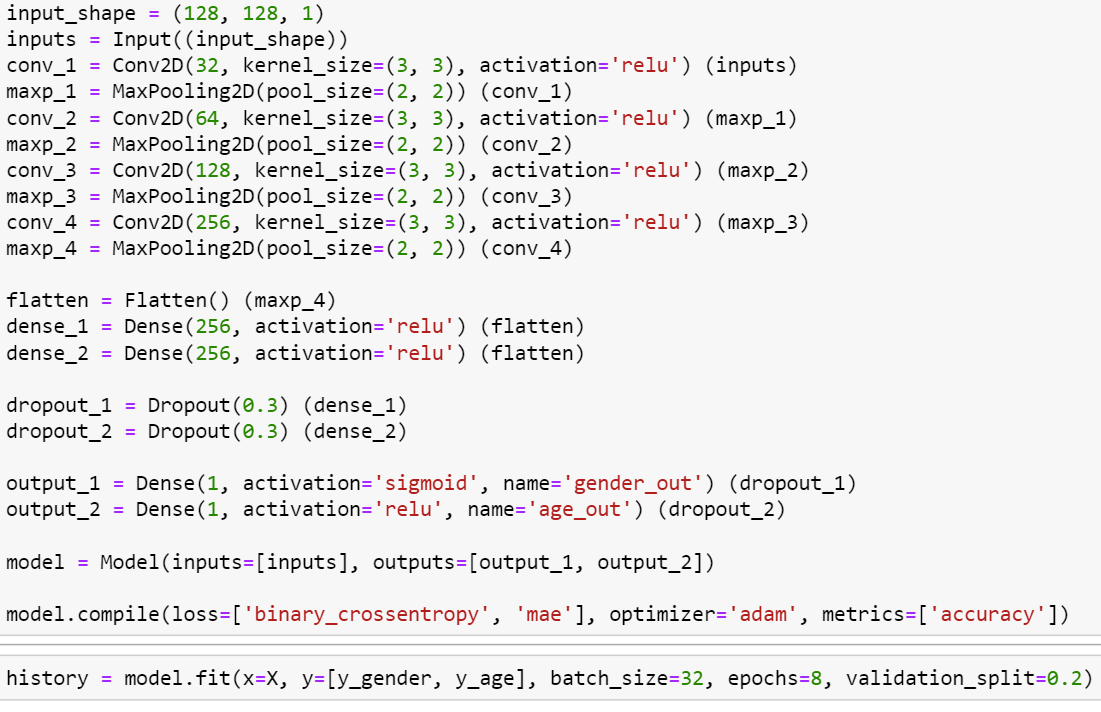 input_shape = (128, 128, 1)
inputs = Input((input_shape))
conv_1 = Conv2D(32, kernel_size=(3, 3), activation='relu') (inputs)
maxp_1 = MaxPooling2D(pool_size=(2, 2)) (conv_1)
conv_2 = Conv2D(64, kernel_size=(3, 3), activation='relu') (maxp_1)
maxp_2 = MaxPooling2D(pool_size=(2, 2)) (conv_2)
conv_3 = Conv2D(128, kernel_size=(3, 3), activation='relu') (maxp_2)
maxp_3 = MaxPooling2D(pool_size=(2, 2)) (conv_3)
conv_4 = Conv2D(256, kernel_size=(3, 3), activation='relu') (maxp_3)
maxp_4 = MaxPooling2D(pool_size=(2, 2)) (conv_4)

flatten = Flatten() (maxp_4)
dense_1 = Dense(256, activation='relu') (flatten)
dense_2 = Dense(256, activation='relu') (flatten)

dropout_1 = Dropout(0.3) (dense_1)
dropout_2 = Dropout(0.3) (dense_2)

output_1 = Dense(1, activation='sigmoid', name='gender_out') (dropout_1)
output_2 = Dense(1, activation='relu', name='age_out') (dropout_2)

model = Model(inputs=[inputs], outputs=[output_1, output_2])

model.compile(loss=['binary_crossentropy', 'mae'], optimizer='adam', metrics=['accuracy'])

history = model.fit(x=X, y=[y_gender, y_age], batch_size=32, epochs=8, validation_split=0.2)